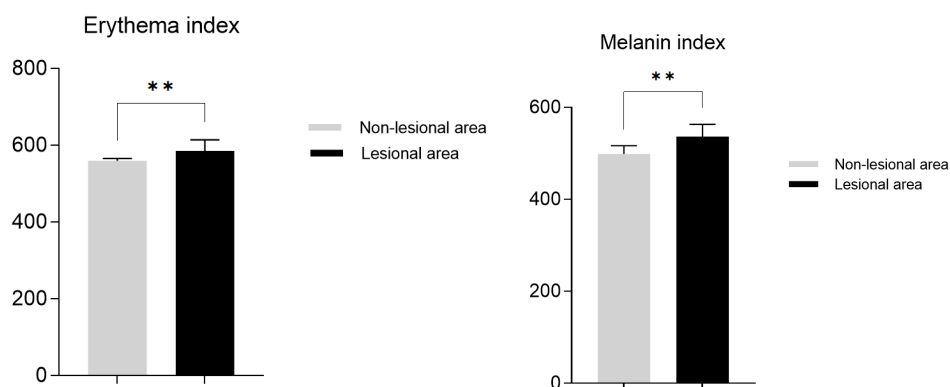 Erythema index
800
600
400
200
0
**
Non-lesional area
Lesional area
Melanin index
600
400
200
0
**
Non-lesional area
Lesional area